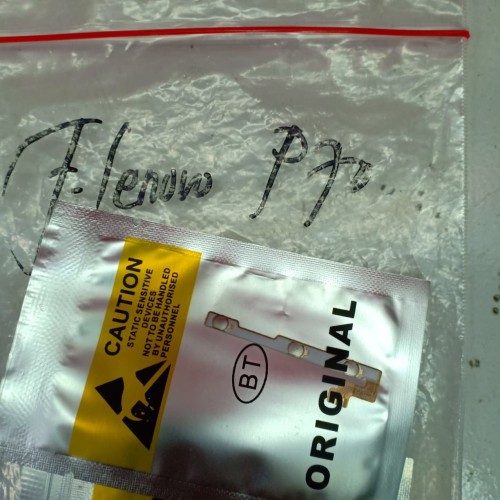 F.lenovo P70
CAUTION
STATIC SENSITIVE
DEVICES
NOT TO BE HANDLED
BY UNAUTHORISED
PERSONNEL
BT
ORIGINAL